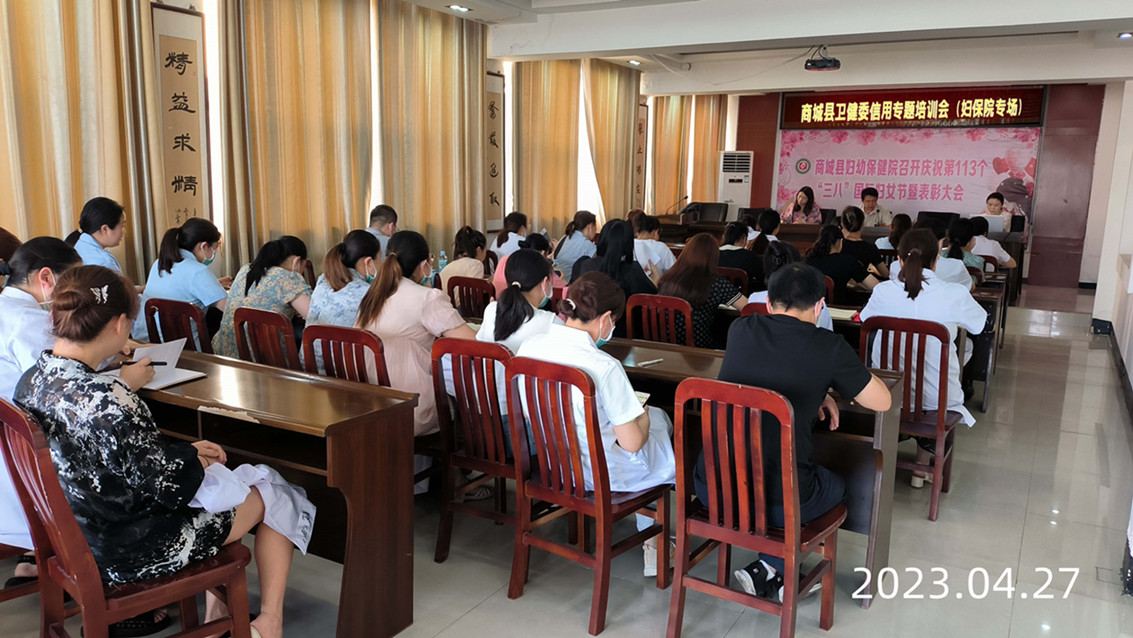 商城县卫健委信用专题培训会（妇保院专场）
商城县妇幼保健院召开庆祝第113个
“三八”国际妇女节暨表彰大会
精益求精
2023.04.27